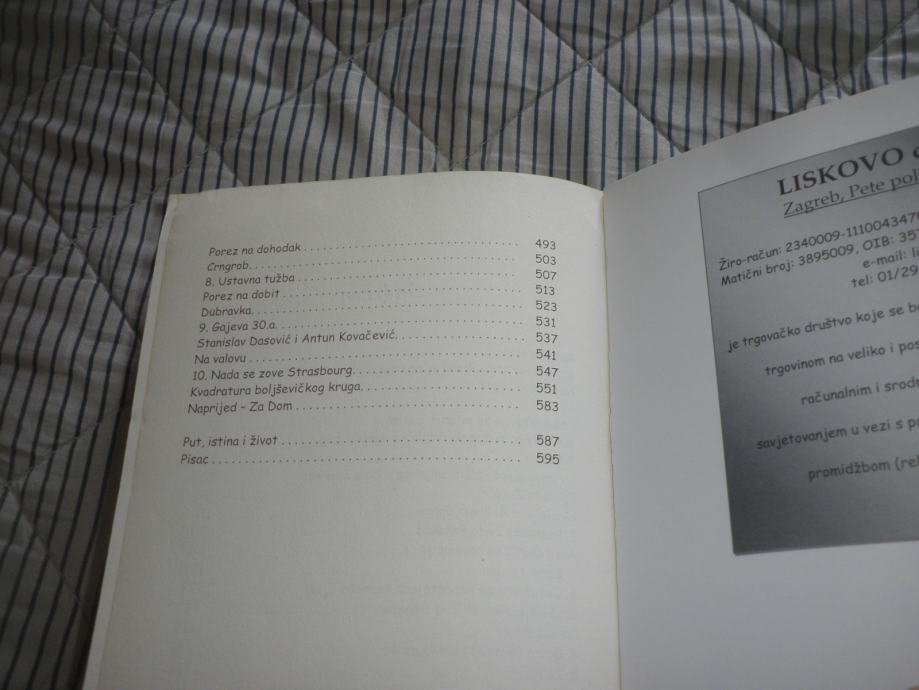 Porez na dohodak . . . . . . . . . . . . . . . . . . . . . . . . . . . . . . . . 493
Crngrob. . . . . . . . . . . . . . . . . . . . . . . . . . . . . . . . . . . . . . . . 503
8. Ustavna tužba . . . . . . . . . . . . . . . . . . . . . . . . . . . . . . . . . 507
Porez na dobit . . . . . . . . . . . . . . . . . . . . . . . . . . . . . . . . . . . 513
Dubravka. . . . . . . . . . . . . . . . . . . . . . . . . . . . . . . . . . . . . . . 523
9. Gajeva 30.a. . . . . . . . . . . . . . . . . . . . . . . . . . . . . . . . . . . . 531
Stanislav Dasović i Antun Kovačević. . . . . . . . . . . . . . . . . . . 537
Na valovu . . . . . . . . . . . . . . . . . . . . . . . . . . . . . . . . . . . . . . . 541
10. Nada se zove Strasbourg. . . . . . . . . . . . . . . . . . . . . . . . . 547
Kvadratura boljševičkog kruga. . . . . . . . . . . . . . . . . . . . . . . . 551
Naprijed - Za Dom . . . . . . . . . . . . . . . . . . . . . . . . . . . . . . . . . 583
Put, istina i život . . . . . . . . . . . . . . . . . . . . . . . . . . . . . . . . . . . 587
Pisac . . . . . . . . . . . . . . . . . . . . . . . . . . . . . . . . . . . . . . . . . . . . . 595
LISKOVO
Zagreb, Pete
Žiro-račun: 2340009-1110043470
Matični broj: 3895009, OIB:
e-mail:
tel: 01/29
je trgovačko društvo koje se
trgovinom na veliko i
računalnim i
savjetovanjem u vezi s
promidžbom